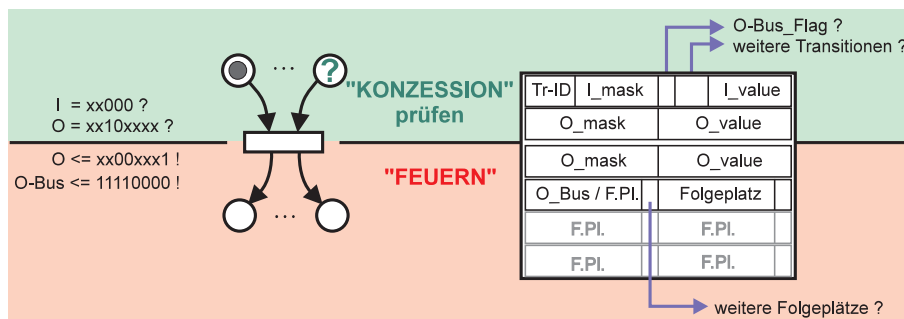 O-Bus_Flag ?
weitere Transitionen ?
... ?
"KONZESSION"
prüfen
I = xx000 ?
O = xx10xxxx ?
Tr-ID I_mask I_value
O_mask O_value
O <= xx00xxx1 !
O-Bus <= 11110000 !
"FEUERN"
O_mask O_value
O_Bus / F.Pl. Folgeplatz
...
F.Pl. F.Pl.
F.Pl. F.Pl.
weitere Folgeplätze ?